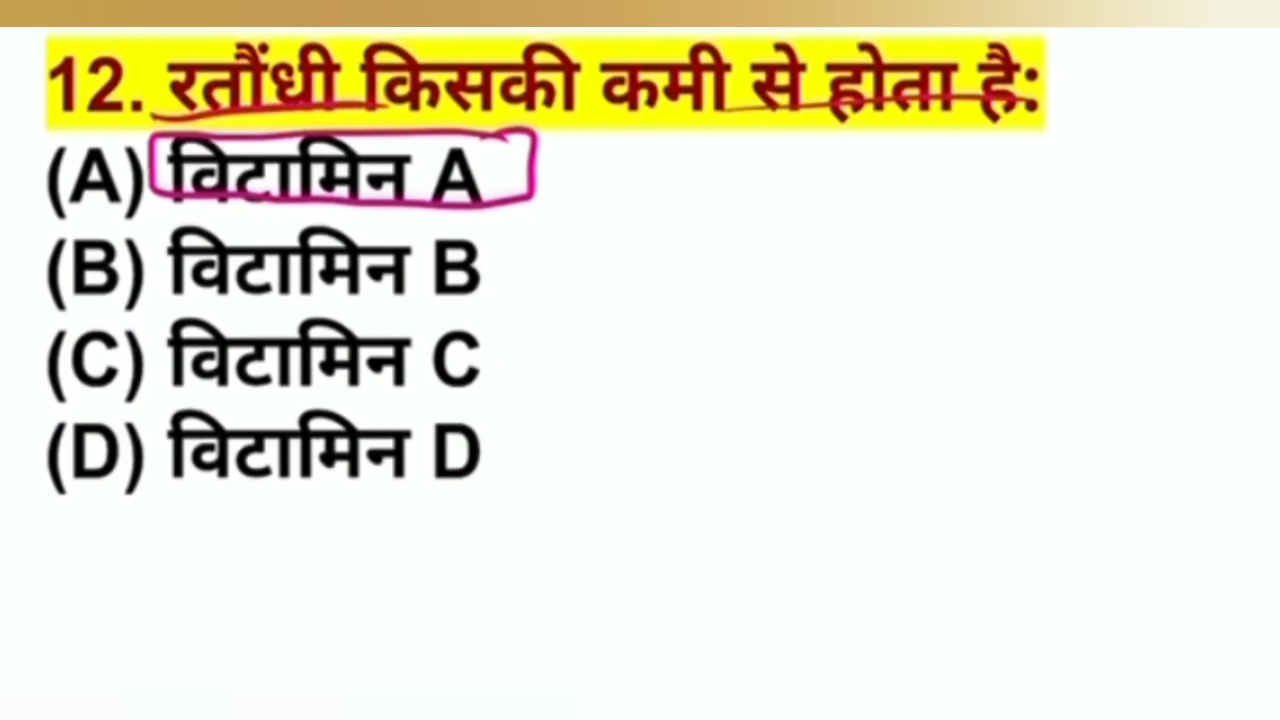 12. रतौंधी किसकी कमी से होता है:
(A) विटामिन A
(B) विटामिन B
(C) विटामिन C
(D) विटामिन D